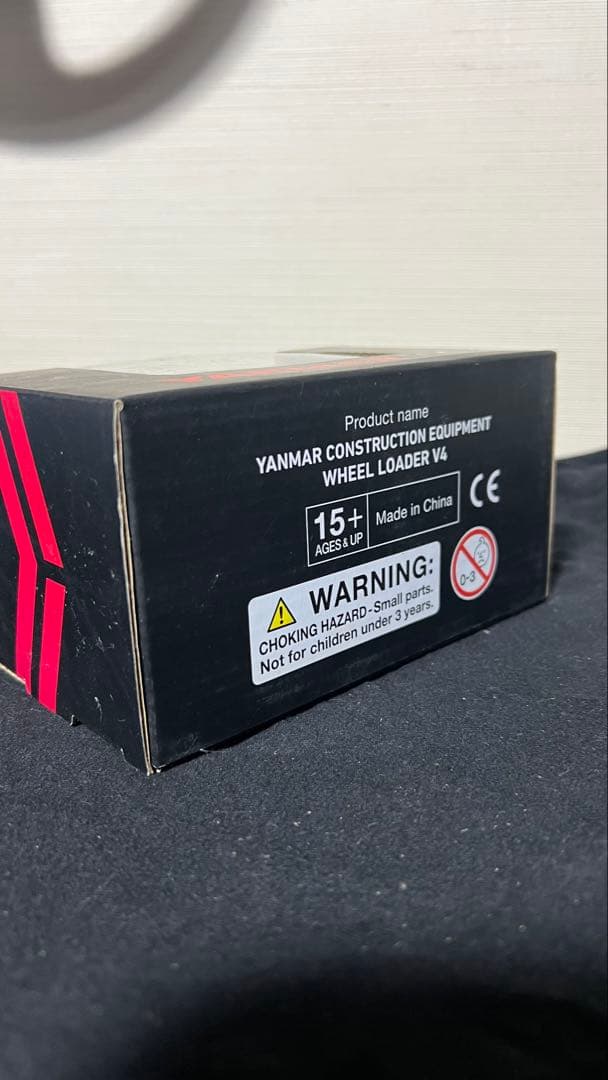 Product name
YANMAR CONSTRUCTION EQUIPMENT
WHEEL LOADER V4
15+
AGES & UP
Made in China
CE
WARNING:
CHOKING HAZARD-Small parts.
Not for children under 3 years.
0-3